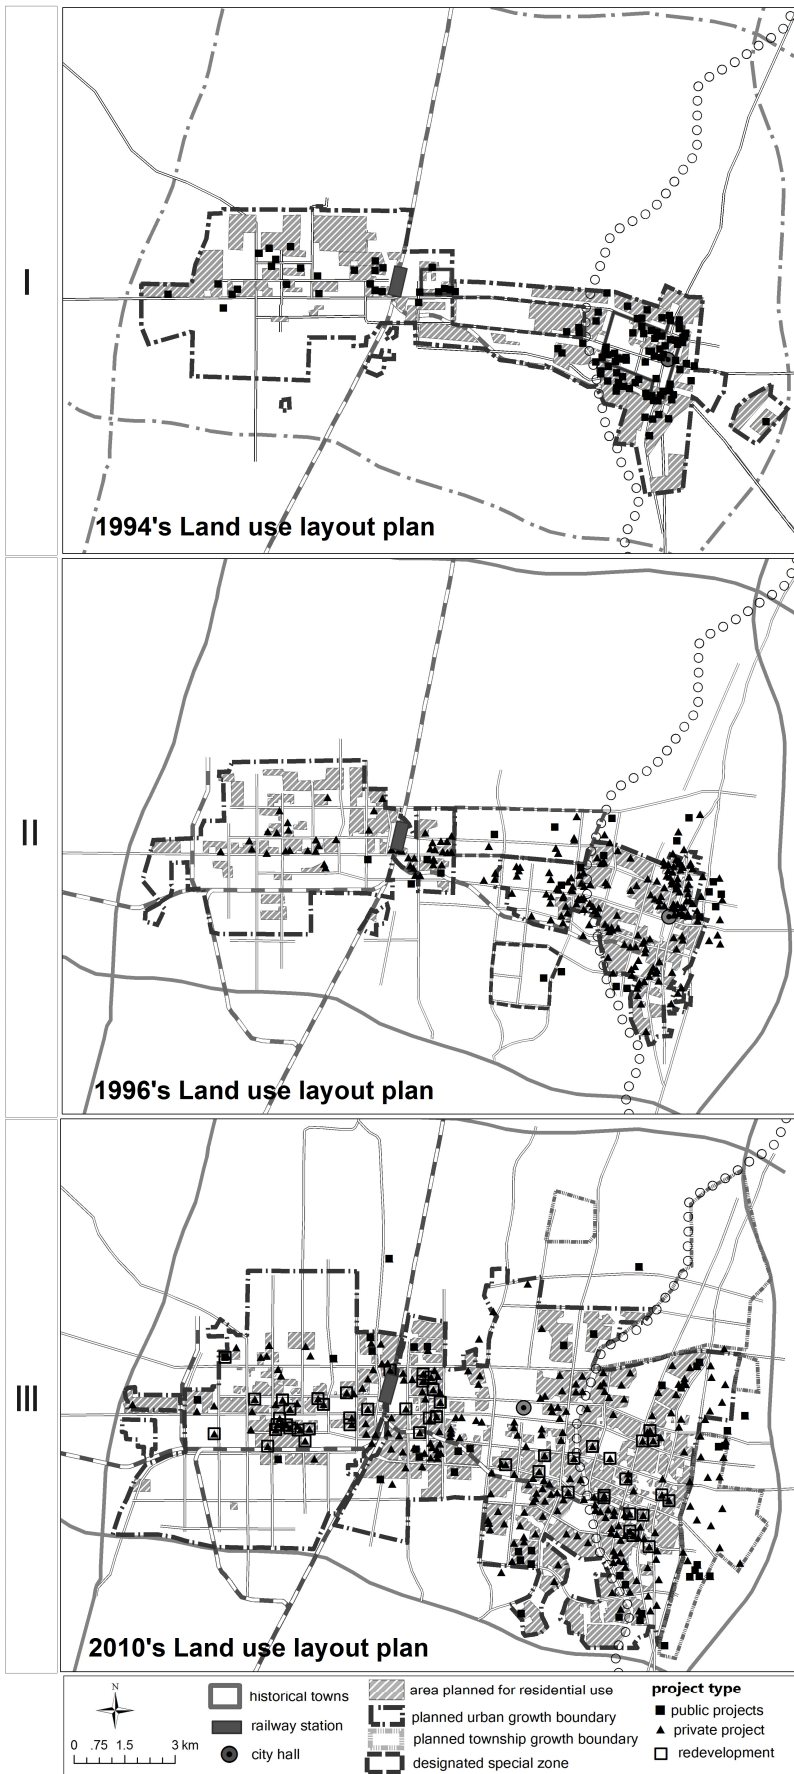 I
1994's Land use layout plan
II
1996's Land use layout plan
III
2010's Land use layout plan
N
0 .75 1.5 3 km
historical towns
railway station
city hall
area planned for residential use
planned urban growth boundary
planned township growth boundary
designated special zone
project type
public projects
private project
redevelopment